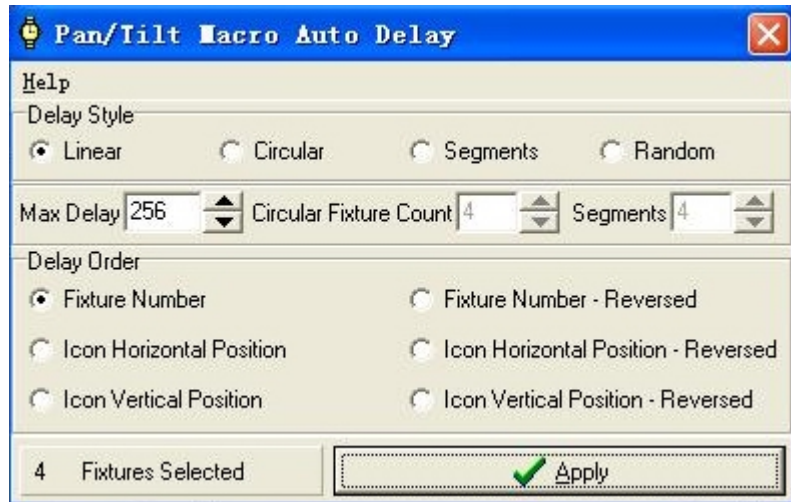 Pan/Tilt Macro Auto Delay
Help
Delay Style
Linear Circular Segments Random
Max Delay 256 Circular Fixture Count 4 Segments 4
Delay Order
Fixture Number Fixture Number - Reversed
Icon Horizontal Position Icon Horizontal Position - Reversed
Icon Vertical Position Icon Vertical Position - Reversed
4 Fixtures Selected Apply